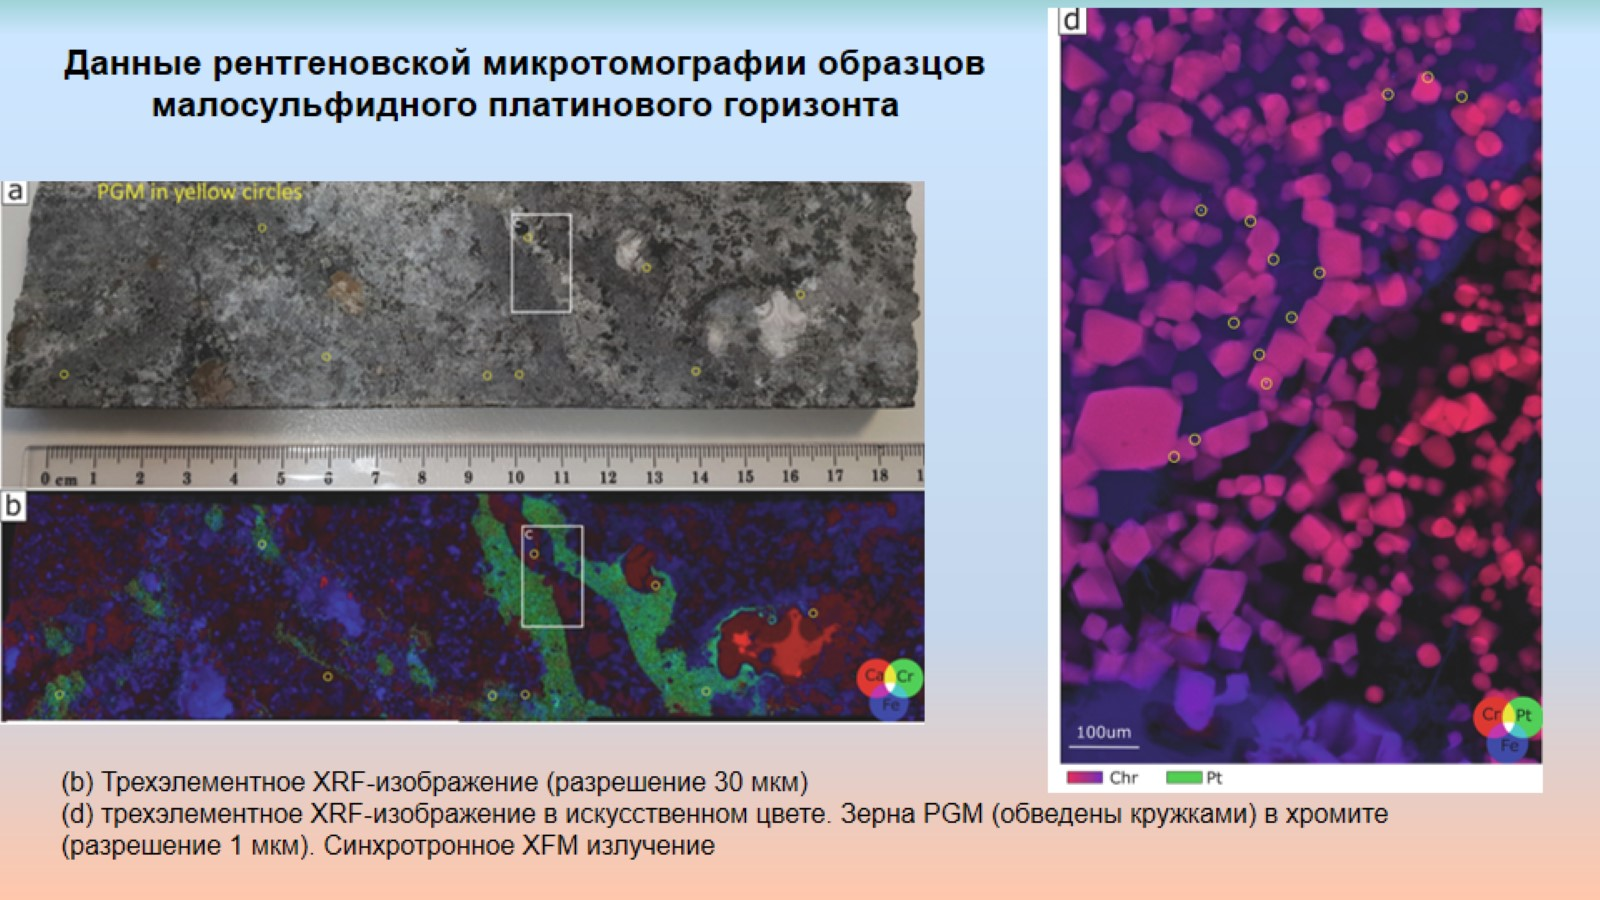 Данные рентгеновской микротомографии образцов
малосульфидного платинового горизонта
a
PGM in yellow circles
c
0 cm 1 2 3 4 5 6 7 8 9 10 11 12 13 14 15 16 17 18 1
b
c
Ca Cr
Fe
d
Cr Pt
Fe
100um
Chr Pt
(b) Трехэлементное XRF-изображение (разрешение 30 мкм)
(d) трехэлементное XRF-изображение в искусственном цвете. Зерна PGM (обведены кружками) в хромите
(разрешение 1 мкм). Синхротронное XFM излучение